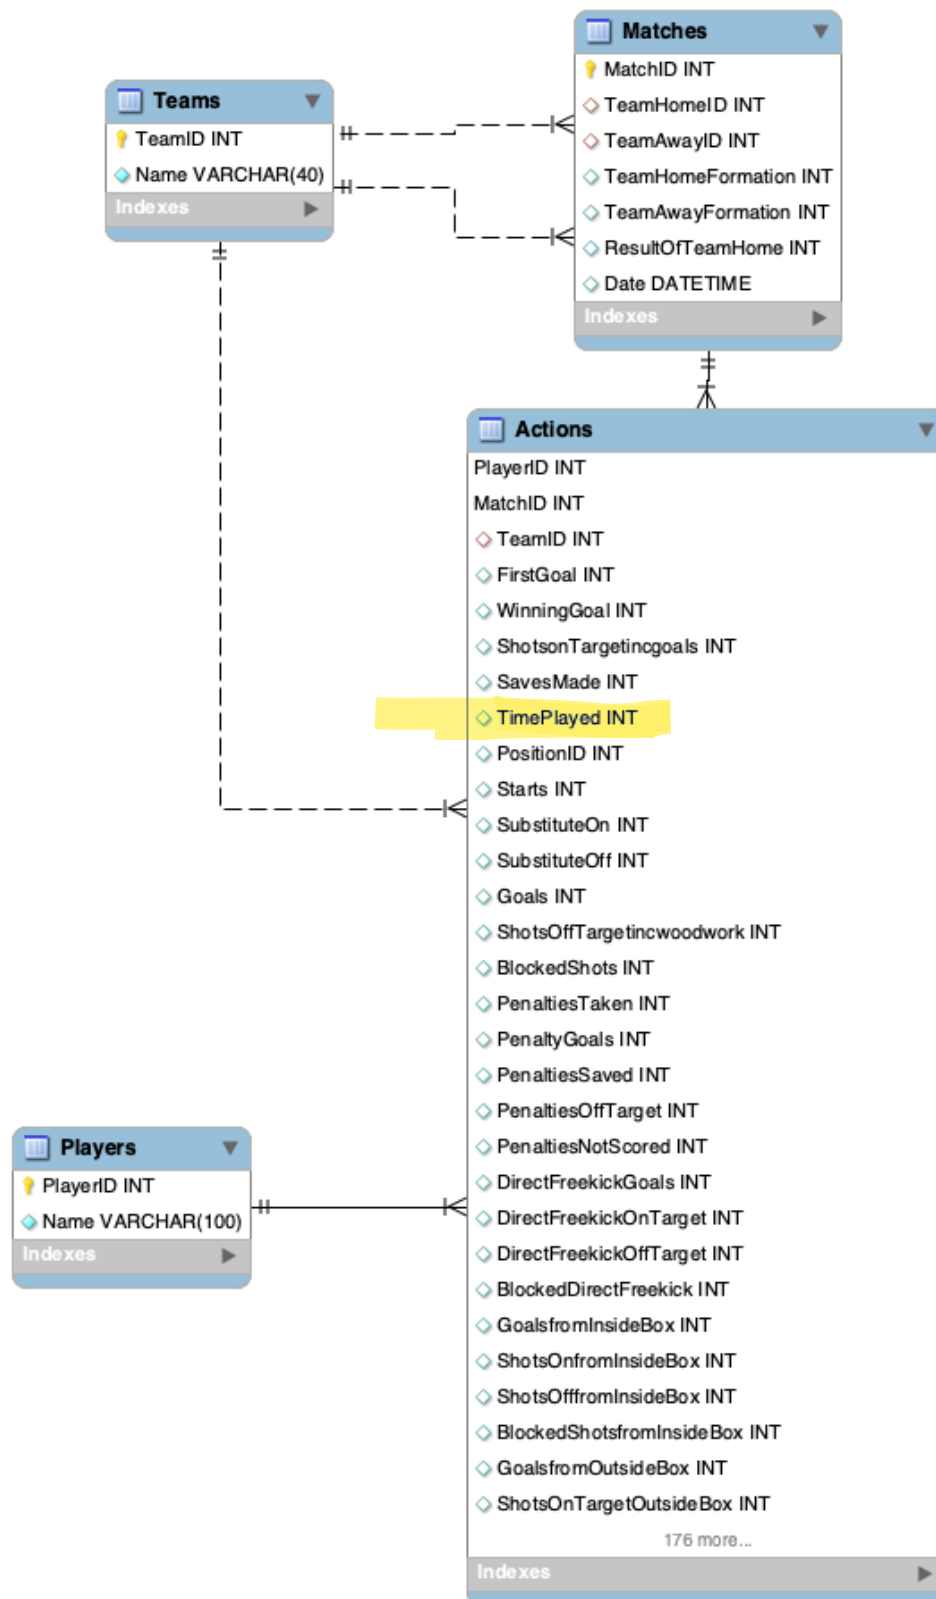 Matches
MatchID INT
TeamHomeID INT
TeamAwayID INT
TeamHomeFormation INT
TeamAwayFormation INT
ResultOfTeamHome INT
Date DATETIME
Indexes
Teams
TeamID INT
Name VARCHAR(40)
Indexes
Actions
PlayerID INT
MatchID INT
TeamID INT
FirstGoal INT
WinningGoal INT
ShotsonTargetincgoals INT
SavesMade INT
TimePlayed INT
PositionID INT
Starts INT
SubstituteOn INT
SubstituteOff INT
Goals INT
ShotsOffTargetincwoodwork INT
BlockedShots INT
PenaltiesTaken INT
PenaltyGoals INT
PenaltiesSaved INT
PenaltiesOffTarget INT
PenaltiesNotScored INT
DirectFreekickGoals INT
DirectFreekickOnTarget INT
DirectFreekickOffTarget INT
BlockedDirectFreekick INT
GoalsfromInsideBox INT
ShotsOnfromInsideBox INT
ShotsOfffromInsideBox INT
BlockedShotsfromInsideBox INT
GoalsfromOutsideBox INT
ShotsOnTargetOutsideBox INT
176 more...
Indexes
Players
PlayerID INT
Name VARCHAR(100)
Indexes